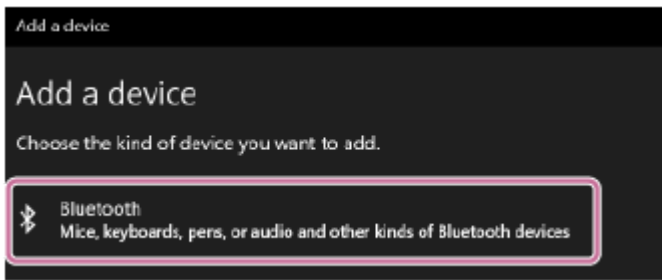 Add a device
Add a device
Choose the kind of device you want to add.
Bluetooth
Mice, keyboards, pens, or audio and other kinds of Bluetooth devices